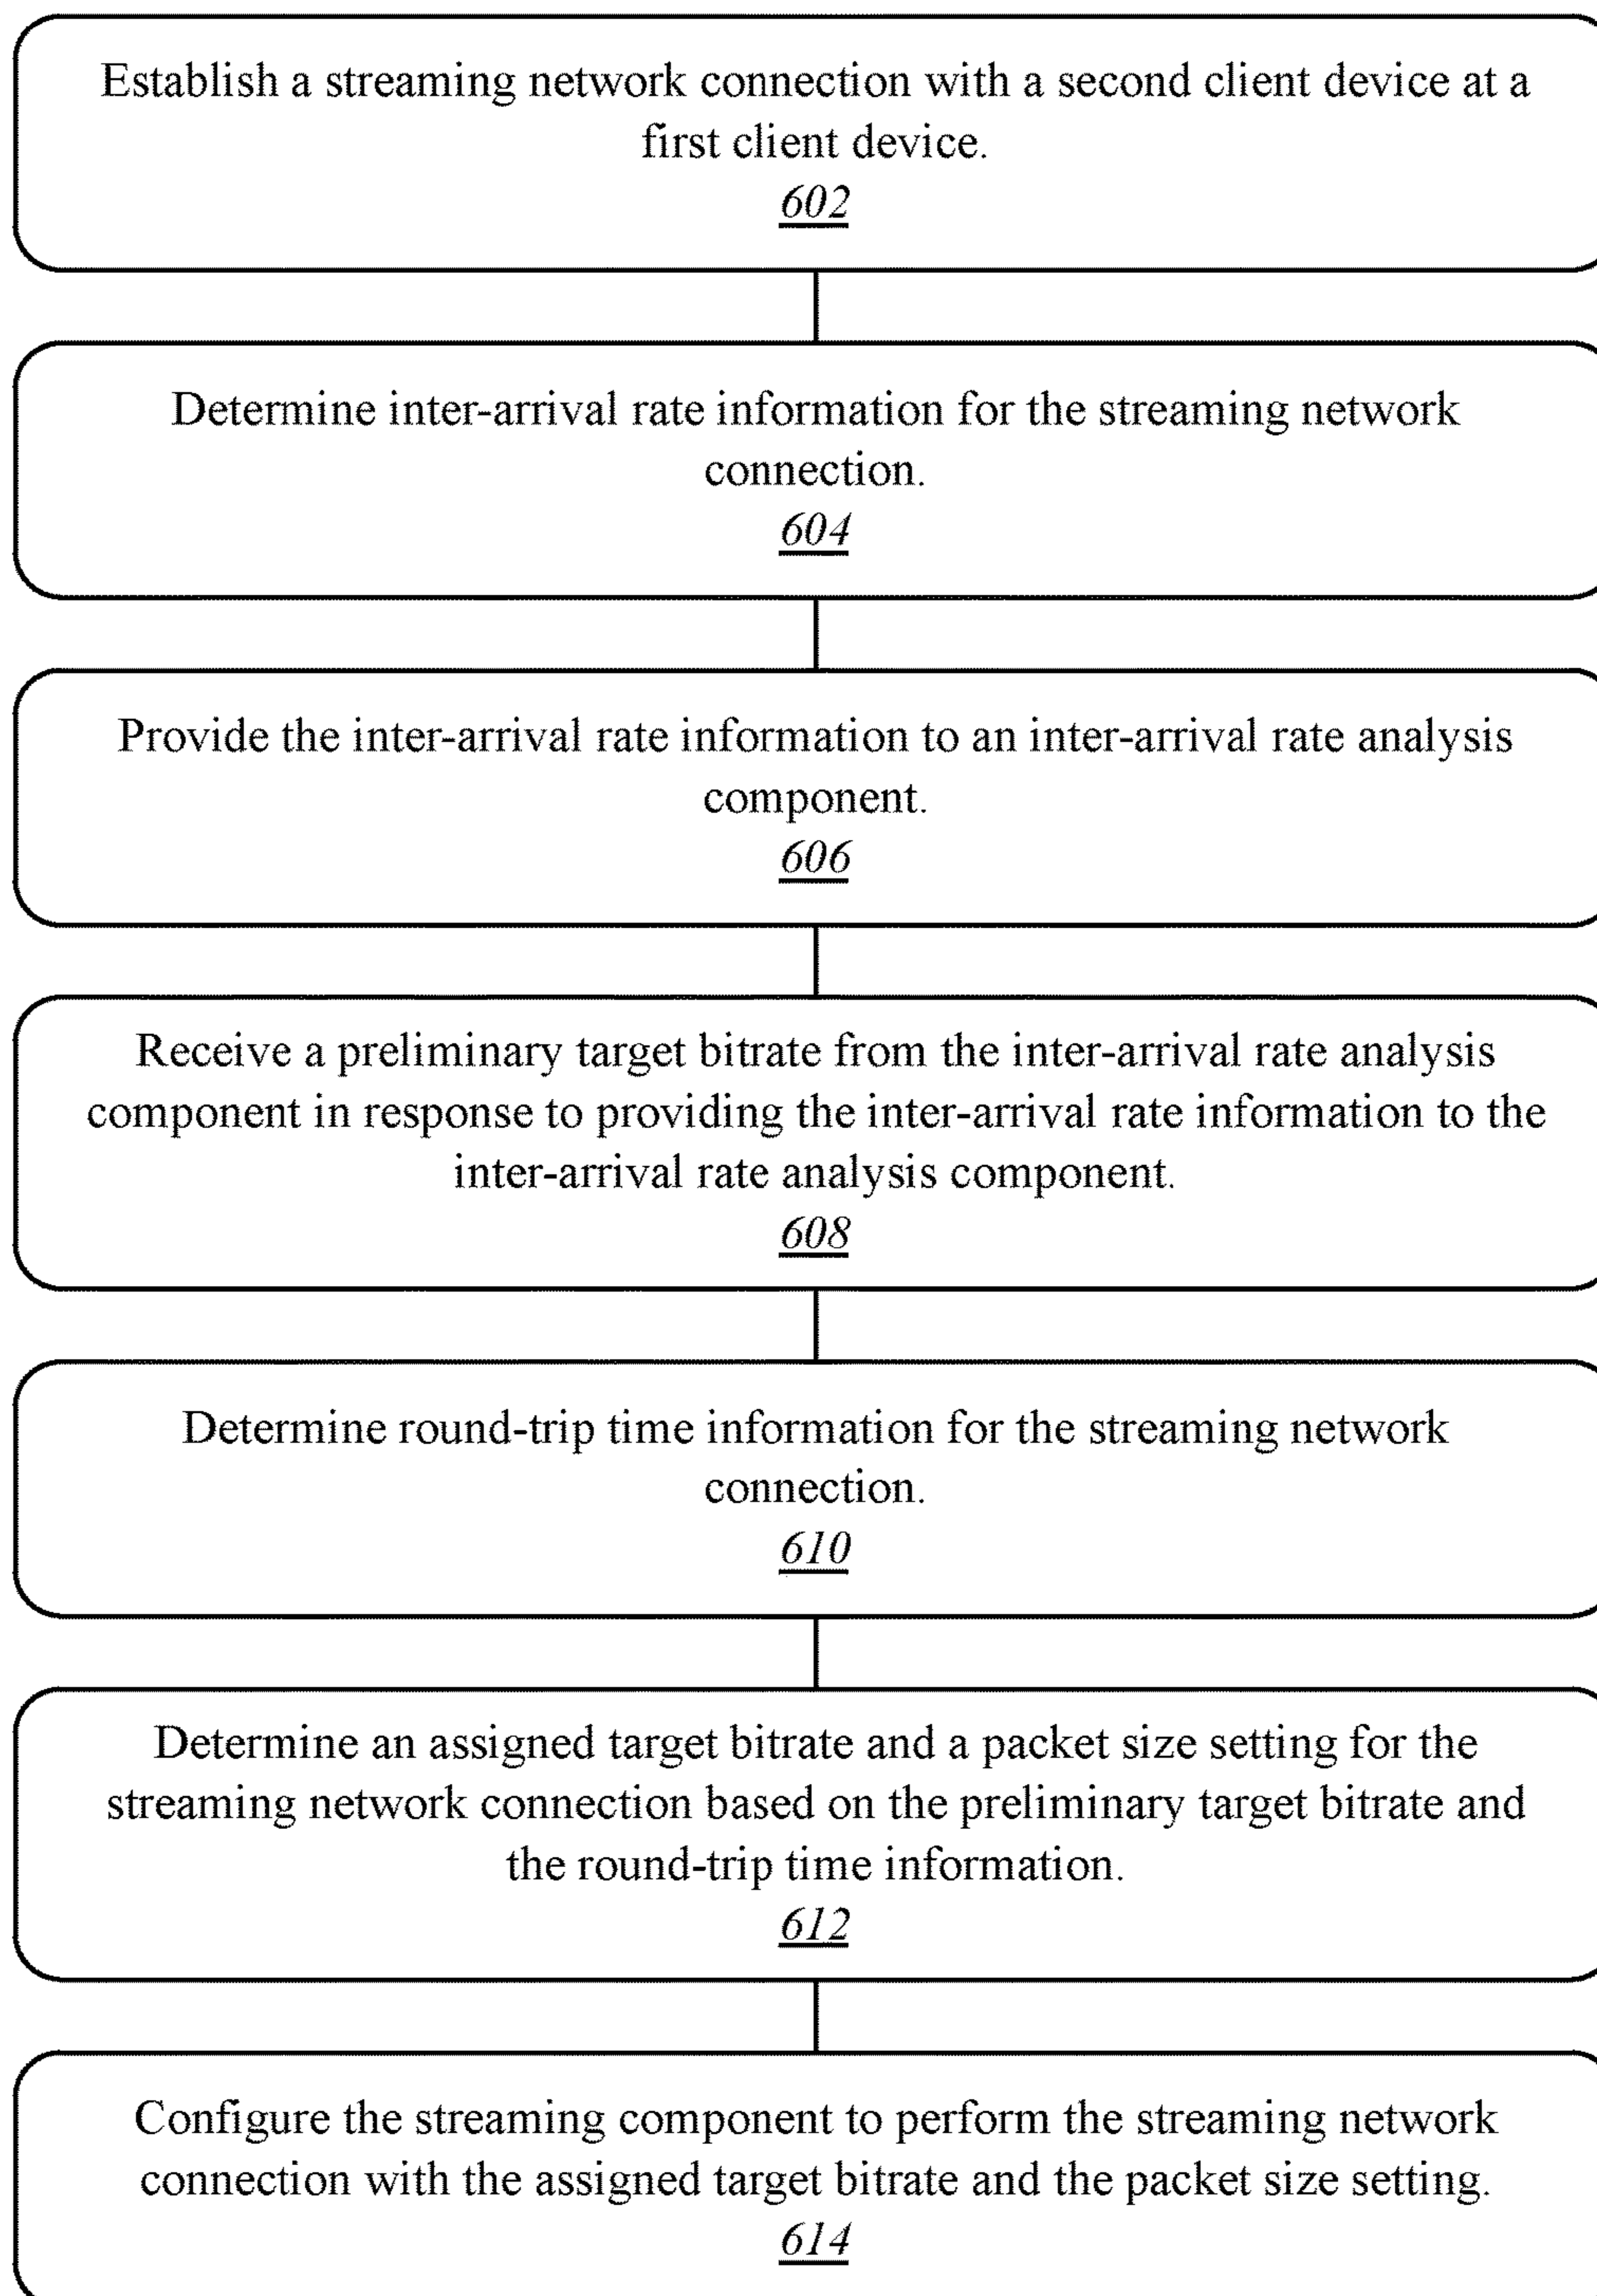 Establish a streaming network connection with a second client device at a
first client device.
602
Determine inter-arrival rate information for the streaming network
connection.
604
Provide the inter-arrival rate information to an inter-arrival rate analysis
component.
606
Receive a preliminary target bitrate from the inter-arrival rate analysis
component in response to providing the inter-arrival rate information to the
inter-arrival rate analysis component.
608
Determine round-trip time information for the streaming network
connection.
610
Determine an assigned target bitrate and a packet size setting for the
streaming network connection based on the preliminary target bitrate and
the round-trip time information.
612
Configure the streaming component to perform the streaming network
connection with the assigned target bitrate and the packet size setting.
614